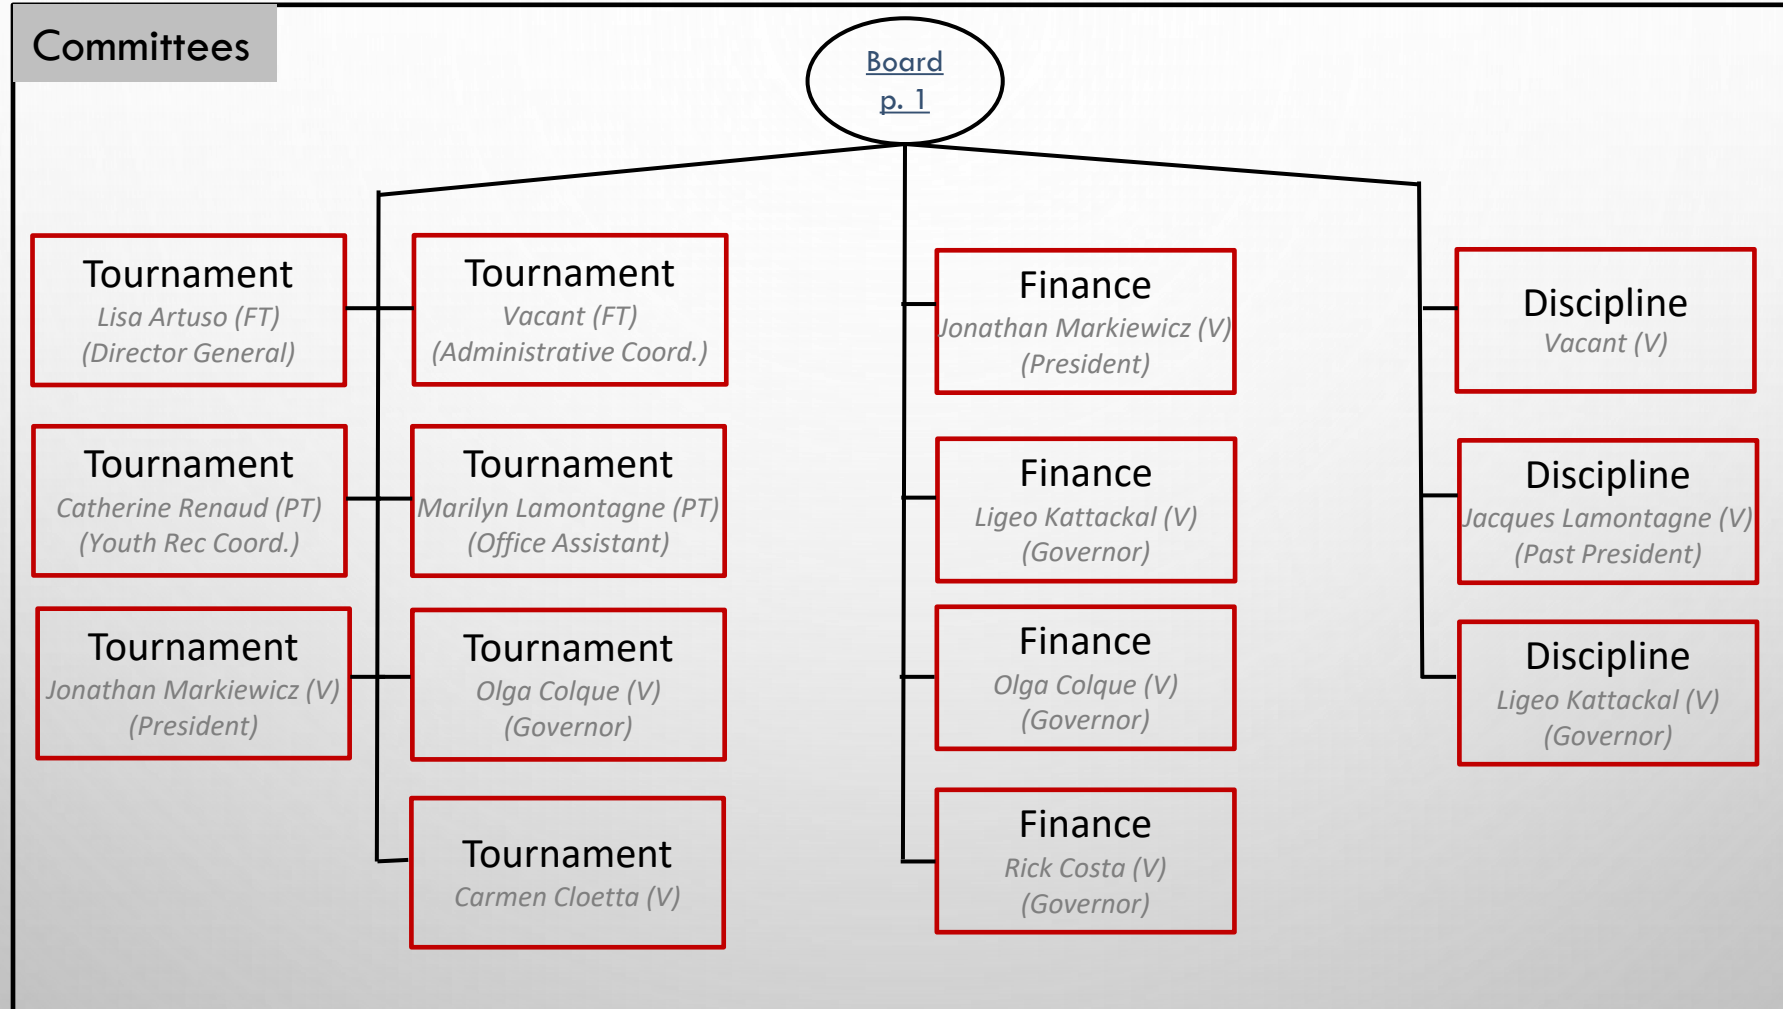 Committees
Board
p. 1
Tournament
Lisa Artuso (FT)
(Director General)
Tournament
Vacant (FT)
(Administrative Coord.)
Finance
Jonathan Markiewicz (V)
(President)
Discipline
Vacant (V)
Tournament
Catherine Renaud (PT)
(Youth Rec Coord.)
Tournament
Marilyn Lamontagne (PT)
(Office Assistant)
Finance
Ligeo Kattackal (V)
(Governor)
Discipline
Jacques Lamontagne (V)
(Past President)
Tournament
Jonathan Markiewicz (V)
(President)
Tournament
Olga Colque (V)
(Governor)
Finance
Olga Colque (V)
(Governor)
Discipline
Ligeo Kattackal (V)
(Governor)
Tournament
Carmen Cloetta (V)
Finance
Rick Costa (V)
(Governor)